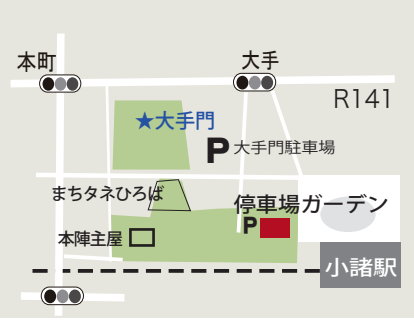 本町
大手
R141
★大手門
P 大手門駐車場
まちタネひろば
停車場ガーデン
P
本陣主屋
小諸駅